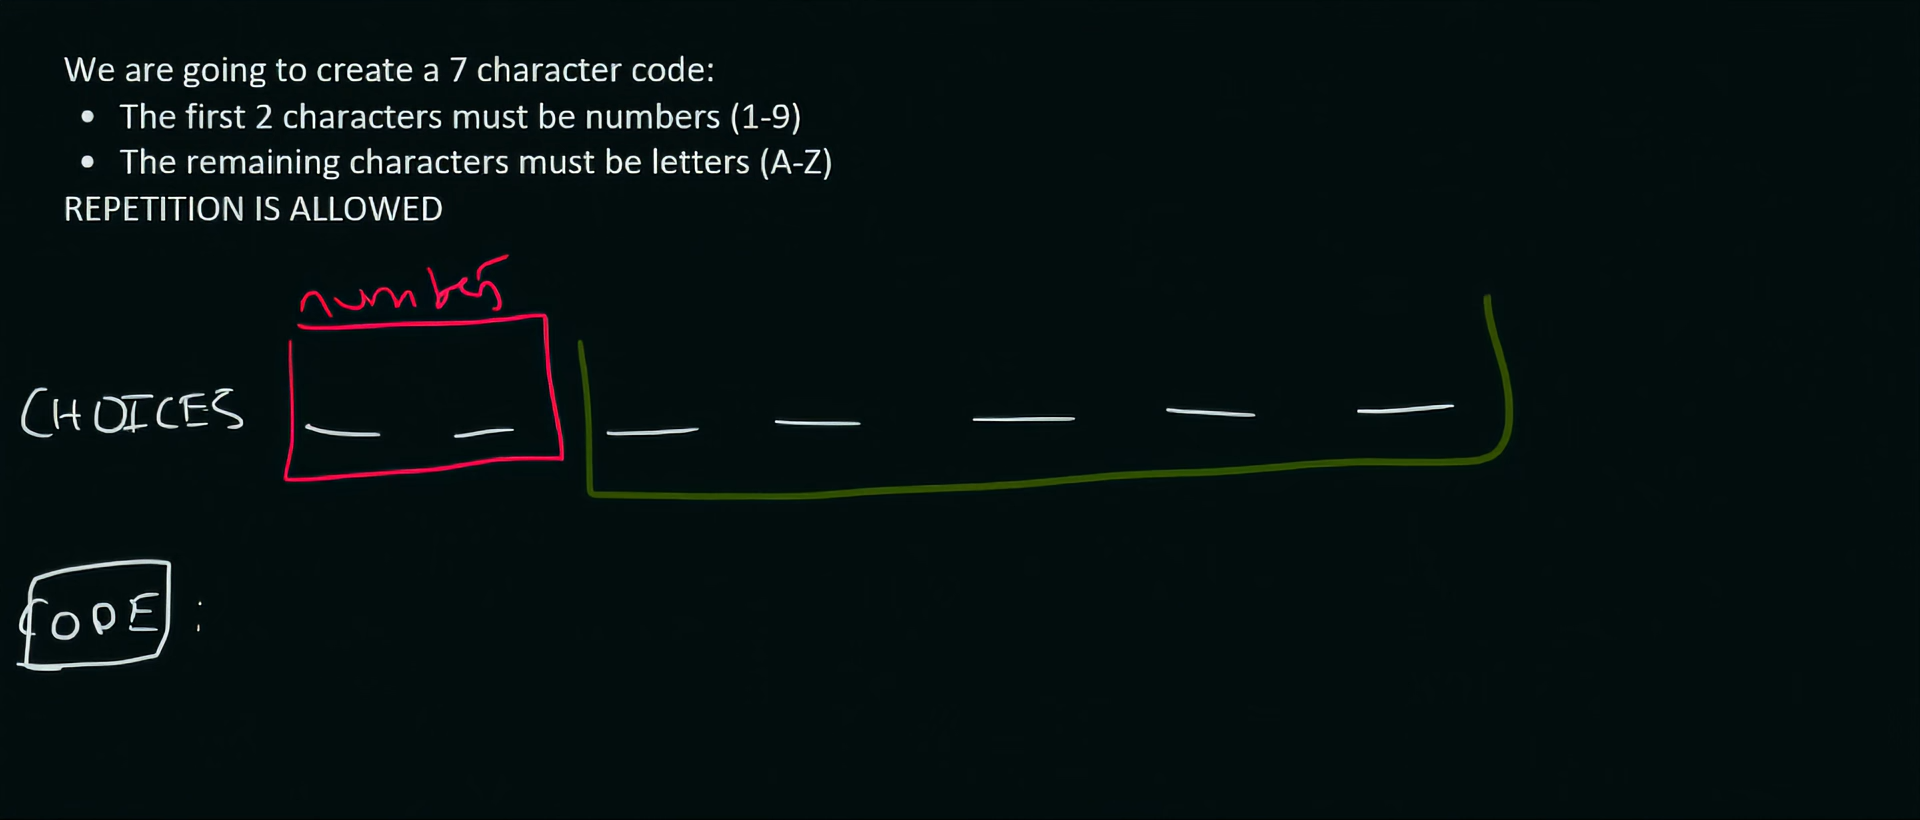 We are going to create a 7 character code:
• The first 2 characters must be numbers (1-9)
• The remaining characters must be letters (A-Z)
REPETITION IS ALLOWED
numbers
CHOICES
CODE :